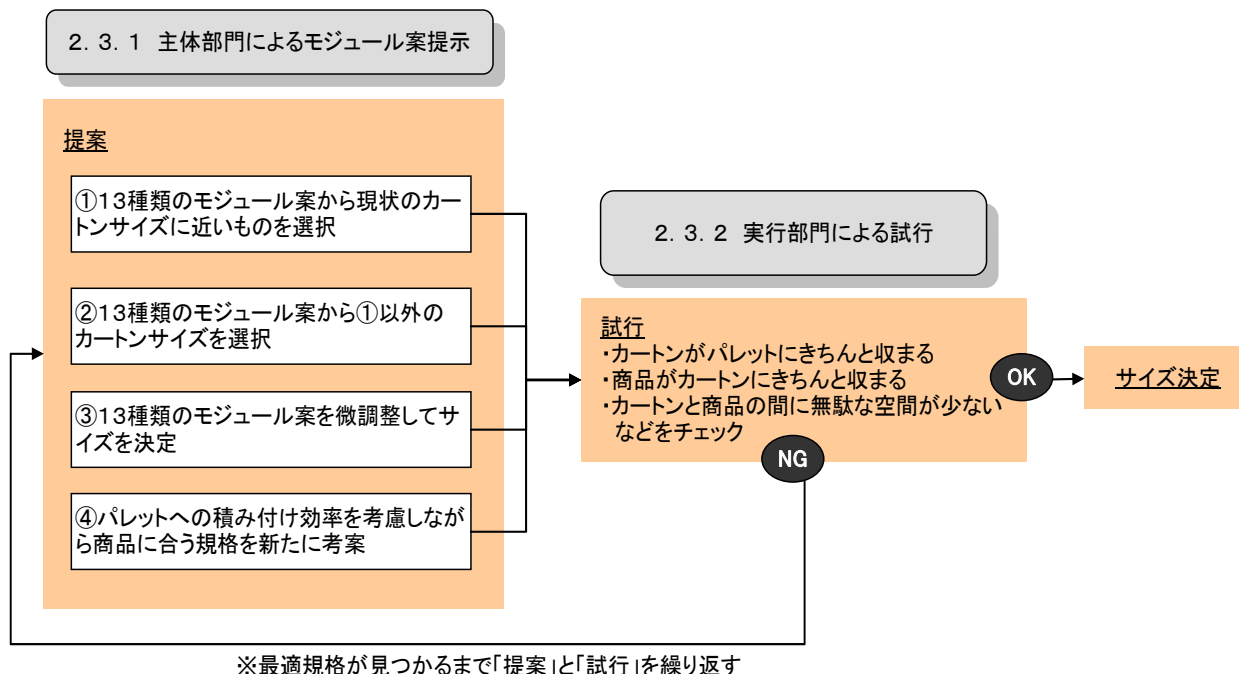 ２．３．１　主体部門によるモジュール案提示
提案
①１３種類のモジュール案から現状のカー
トンサイズに近いものを選択
②１３種類のモジュール案から①以外の
カートンサイズを選択
③１３種類のモジュール案を微調整してサ
イズを決定
④パレットへの積み付け効率を考慮しなが
ら商品に合う規格を新たに考案
２．３．２　実行部門による試行
試行
・カートンがパレットにきちんと収まる
・商品がカートンにきちんと収まる
・カートンと商品の間に無駄な空間が少ない
などをチェック
OK
NG
サイズ決定
※最適規格が見つかるまで「提案」と「試行」を繰り返す